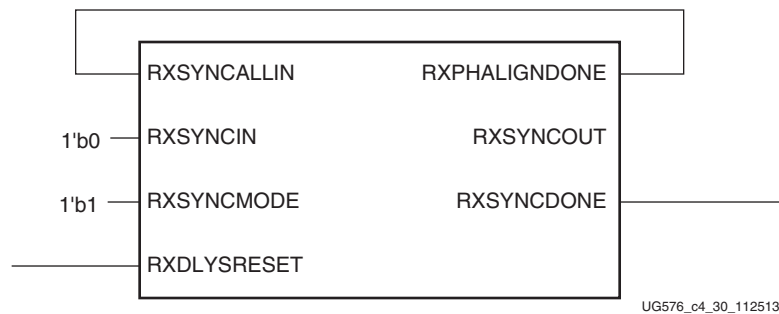 RXSYNCALLIN RXPHALIGNDONE
1'b0 RXSYNCIN RXSYNCOUT
1'b1 RXSYNCMODE RXSYNCDONE
RXDLYSRESET
UG576_c4_30_112513